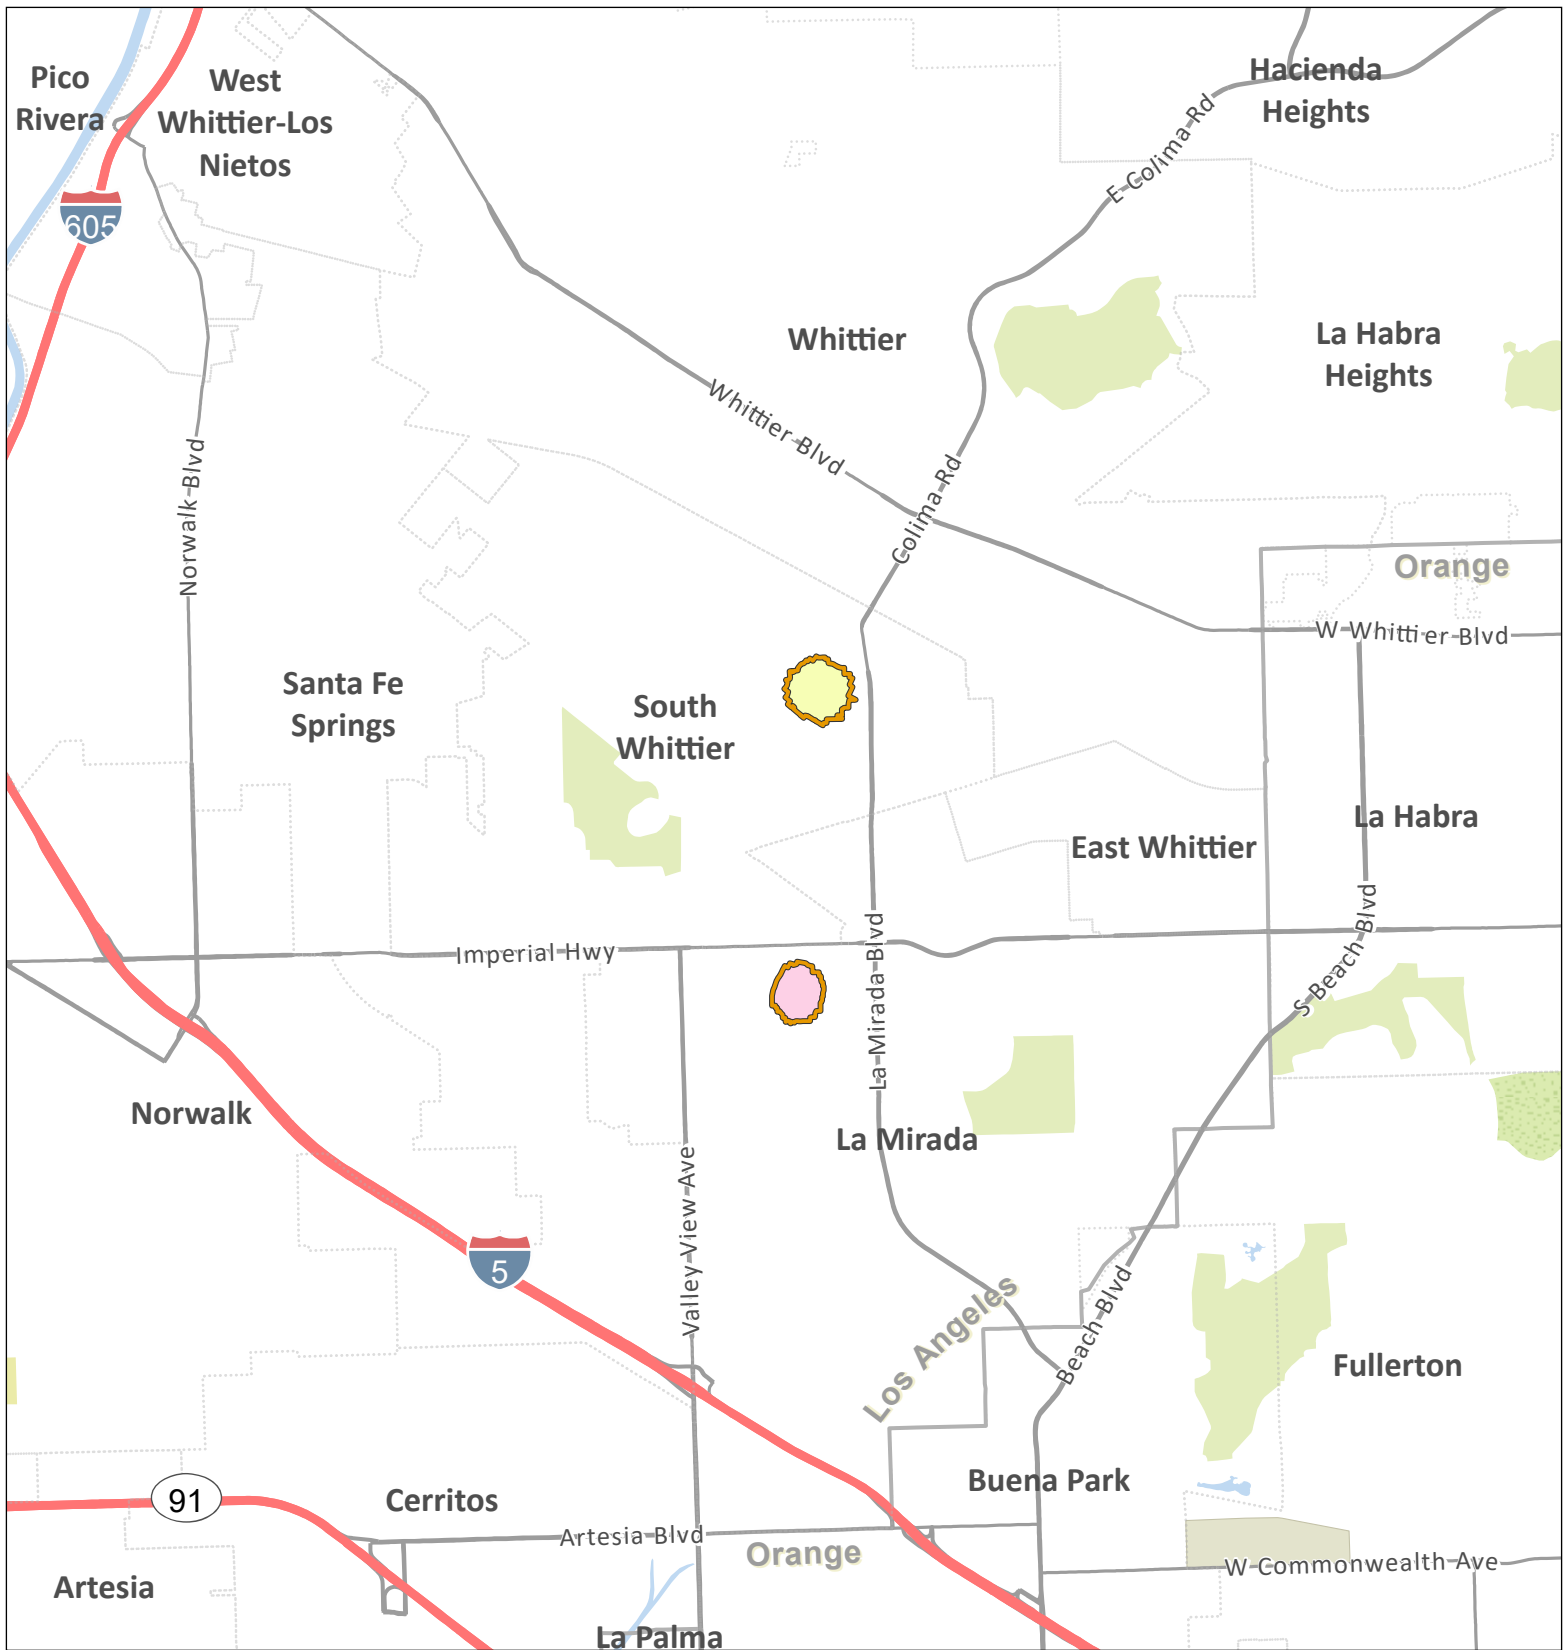 Pico
Rivera
West
Whittier-Los
Nietos
Hacienda
Heights
E Colima Rd
605
Whittier
La Habra
Heights
Whittier Blvd
Norwalk Blvd
Colima Rd
Orange
W Whittier Blvd
Santa Fe
Springs
South
Whittier
La Habra
East Whittier
Imperial Hwy
La Mirada Blvd
S Beach Blvd
Norwalk
La Mirada
Valley View Ave
5
Los Angeles
Beach Blvd
Fullerton
Buena Park
91
Cerritos
Artesia Blvd
Orange
W Commonwealth Ave
Artesia
La Palma